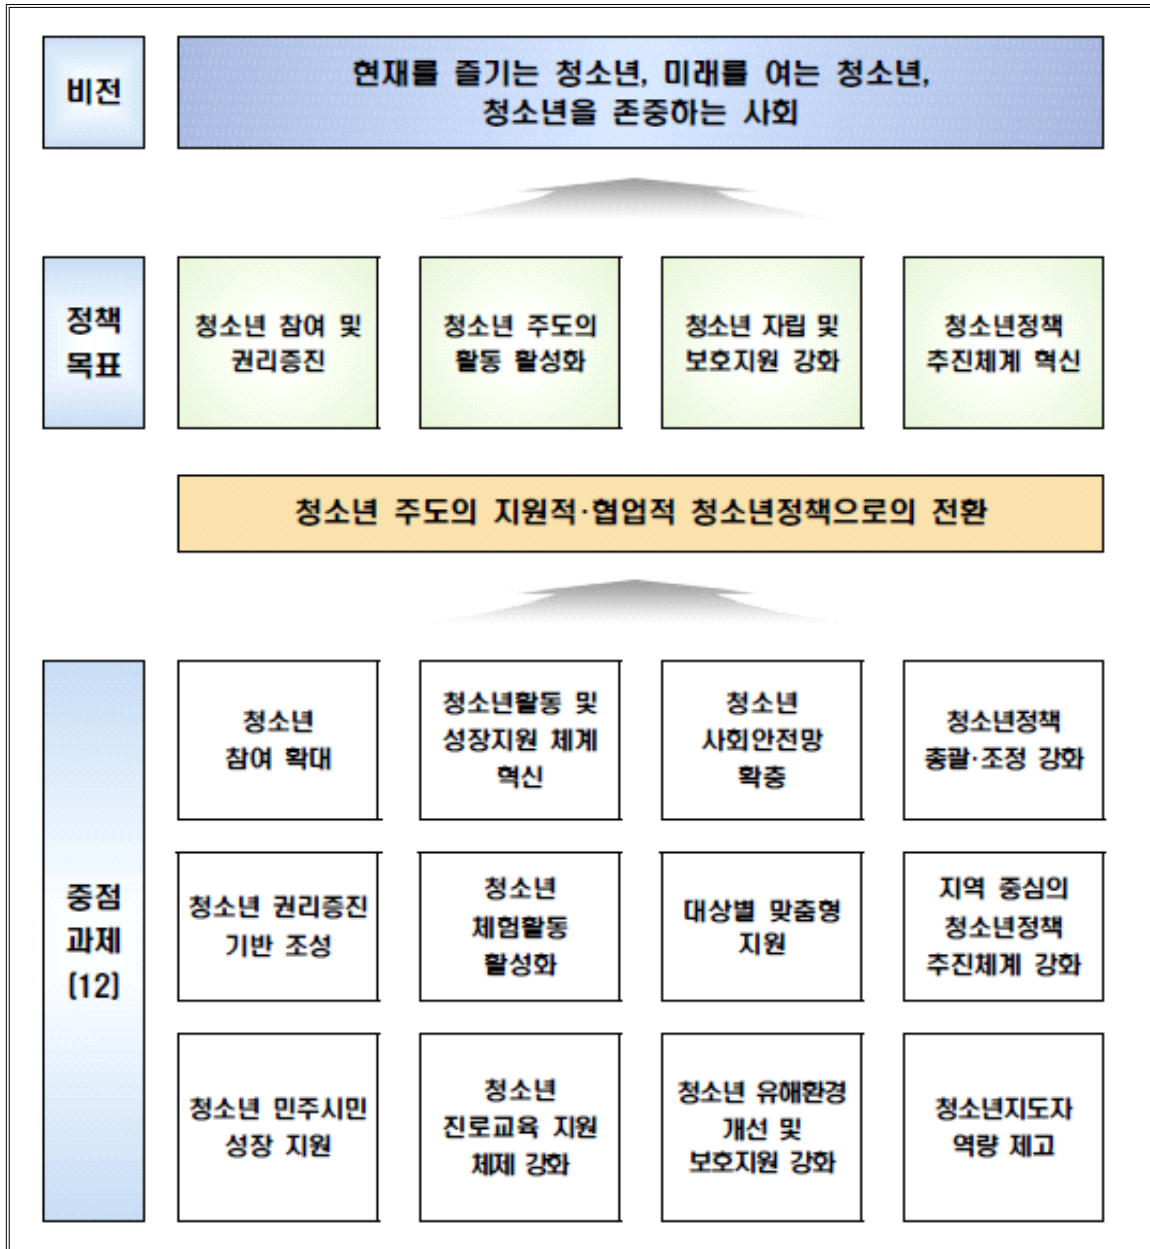 비전
현재를 즐기는 청소년, 미래를 여는 청소년,
청소년을 존중하는 사회
정책
목표
청소년 참여 및
권리증진
청소년 주도의
활동 활성화
청소년 자립 및
보호지원 강화
청소년정책
추진체계 혁신
청소년 주도의 지원적·협업적 청소년정책으로의 전환
중점
과제
(12)
청소년
참여 확대
청소년활동 및
성장지원 체계
혁신
청소년
사회안전망
확충
청소년정책
총괄·조정 강화
청소년 권리증진
기반 조성
청소년
체험활동
활성화
대상별 맞춤형
지원
지역 중심의
청소년정책
추진체계 강화
청소년 민주시민
성장 지원
청소년
진로교육 지원
체제 강화
청소년 유해환경
개선 및
보호지원 강화
청소년지도자
역량 제고